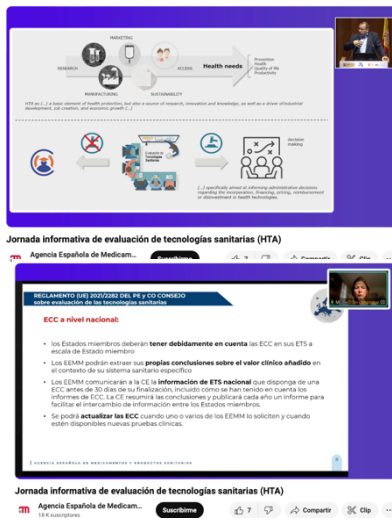 MARKETING
RESEARCH
ACCESS
Health needs
Prevention
Health
Quality of life
Productivity
MANUFACTURING
SUSTAINABILITY
HTA as [...] a basic element of health protection, but also a source of research, innovation and knowledge, as well as a driver of industrial
development, job creation, and economic growth [...]
Evaluación de
Tecnologías
Sanitarias
decision
making
[...] specifically aimed at informing administrative decisions
regarding the incorporation, financing, pricing, reimbursement
or disinvestment in health technologies.
Jornada informativa de evaluación de tecnologías sanitarias (HTA)
Agencia Española de Medicam...
Suscribirme
7
Compartir
Clip
...
REGLAMENTO (UE) 2021/2282 DEL PE y CO CONSEJO
sobre evaluación de las tecnologías sanitarias
ECC a nivel nacional:
• los Estados miembros deberán tener debidamente en cuenta las ECC en sus ETS a
escala de Estado miembro
• Los EEMM podrán extraer sus propias conclusiones sobre el valor clínico añadido en
el contexto de su sistema sanitario específico
• Los EEMM comunicarán a la CE la información de ETS nacional que disponga de una
ECC antes de 30 días de su finalización, incluido cómo se han tenido en cuenta los
informes de ECC. La CE resumirá las conclusiones y publicará cada año un informe para
facilitar el intercambio de información entre los Estados miembros.
• Se podrá actualizar las ECC cuando uno o varios de los EEMM lo soliciten y cuando
estén disponibles nuevas pruebas clínicas.
AGENCIA ESPAÑOLA DE MEDICAMENTOS Y PRODUCTOS SANITARIOS
Jornada informativa de evaluación de tecnologías sanitarias (HTA)
Agencia Española de Medicam...
18 K suscriptores
Suscribirme
7
Compartir
Clip
...